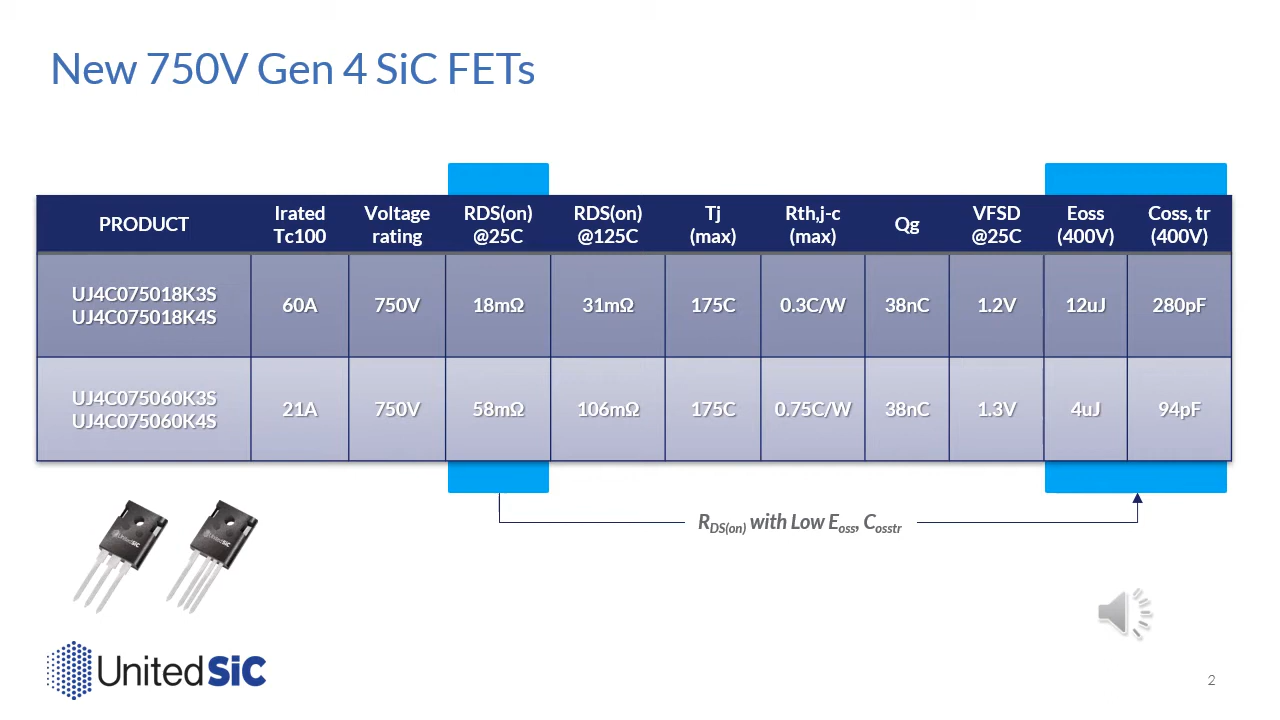 New 750V Gen 4 SiC FETs
PRODUCT
Irated
Tc100
Voltage
rating
RDS(on)
@25C
RDS(on)
@125C
Tj
(max)
Rth,j-c
(max)
Qg
VFSD
@25C
Eoss
(400V)
Coss, tr
(400V)
UJ4C075018K3S
UJ4C075018K4S
60A
750V
18mΩ
31mΩ
175C
0.3C/W
38nC
1.2V
12uJ
280pF
UJ4C075060K3S
UJ4C075060K4S
21A
750V
58mΩ
106mΩ
175C
0.75C/W
38nC
1.3V
4uJ
94pF
RDS(on) with Low Eoss, Cosstr
UnitedSiC
UnitedSiC
UnitedSiC
2